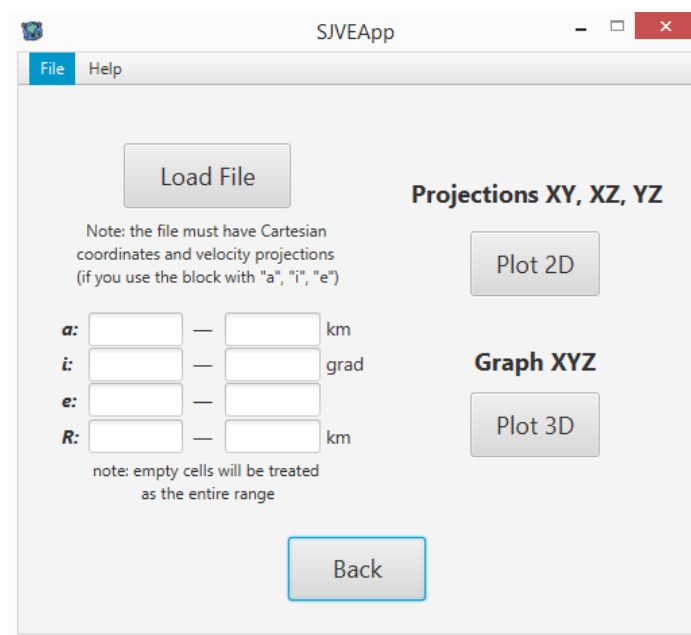 SJVEApp
File Help
Load File
Note: the file must have Cartesian
coordinates and velocity projections
(if you use the block with "a", "i", "e")
a: — km
i: — grad
e: —
R: — km
note: empty cells will be treated
as the entire range
Projections XY, XZ, YZ
Plot 2D
Graph XYZ
Plot 3D
Back